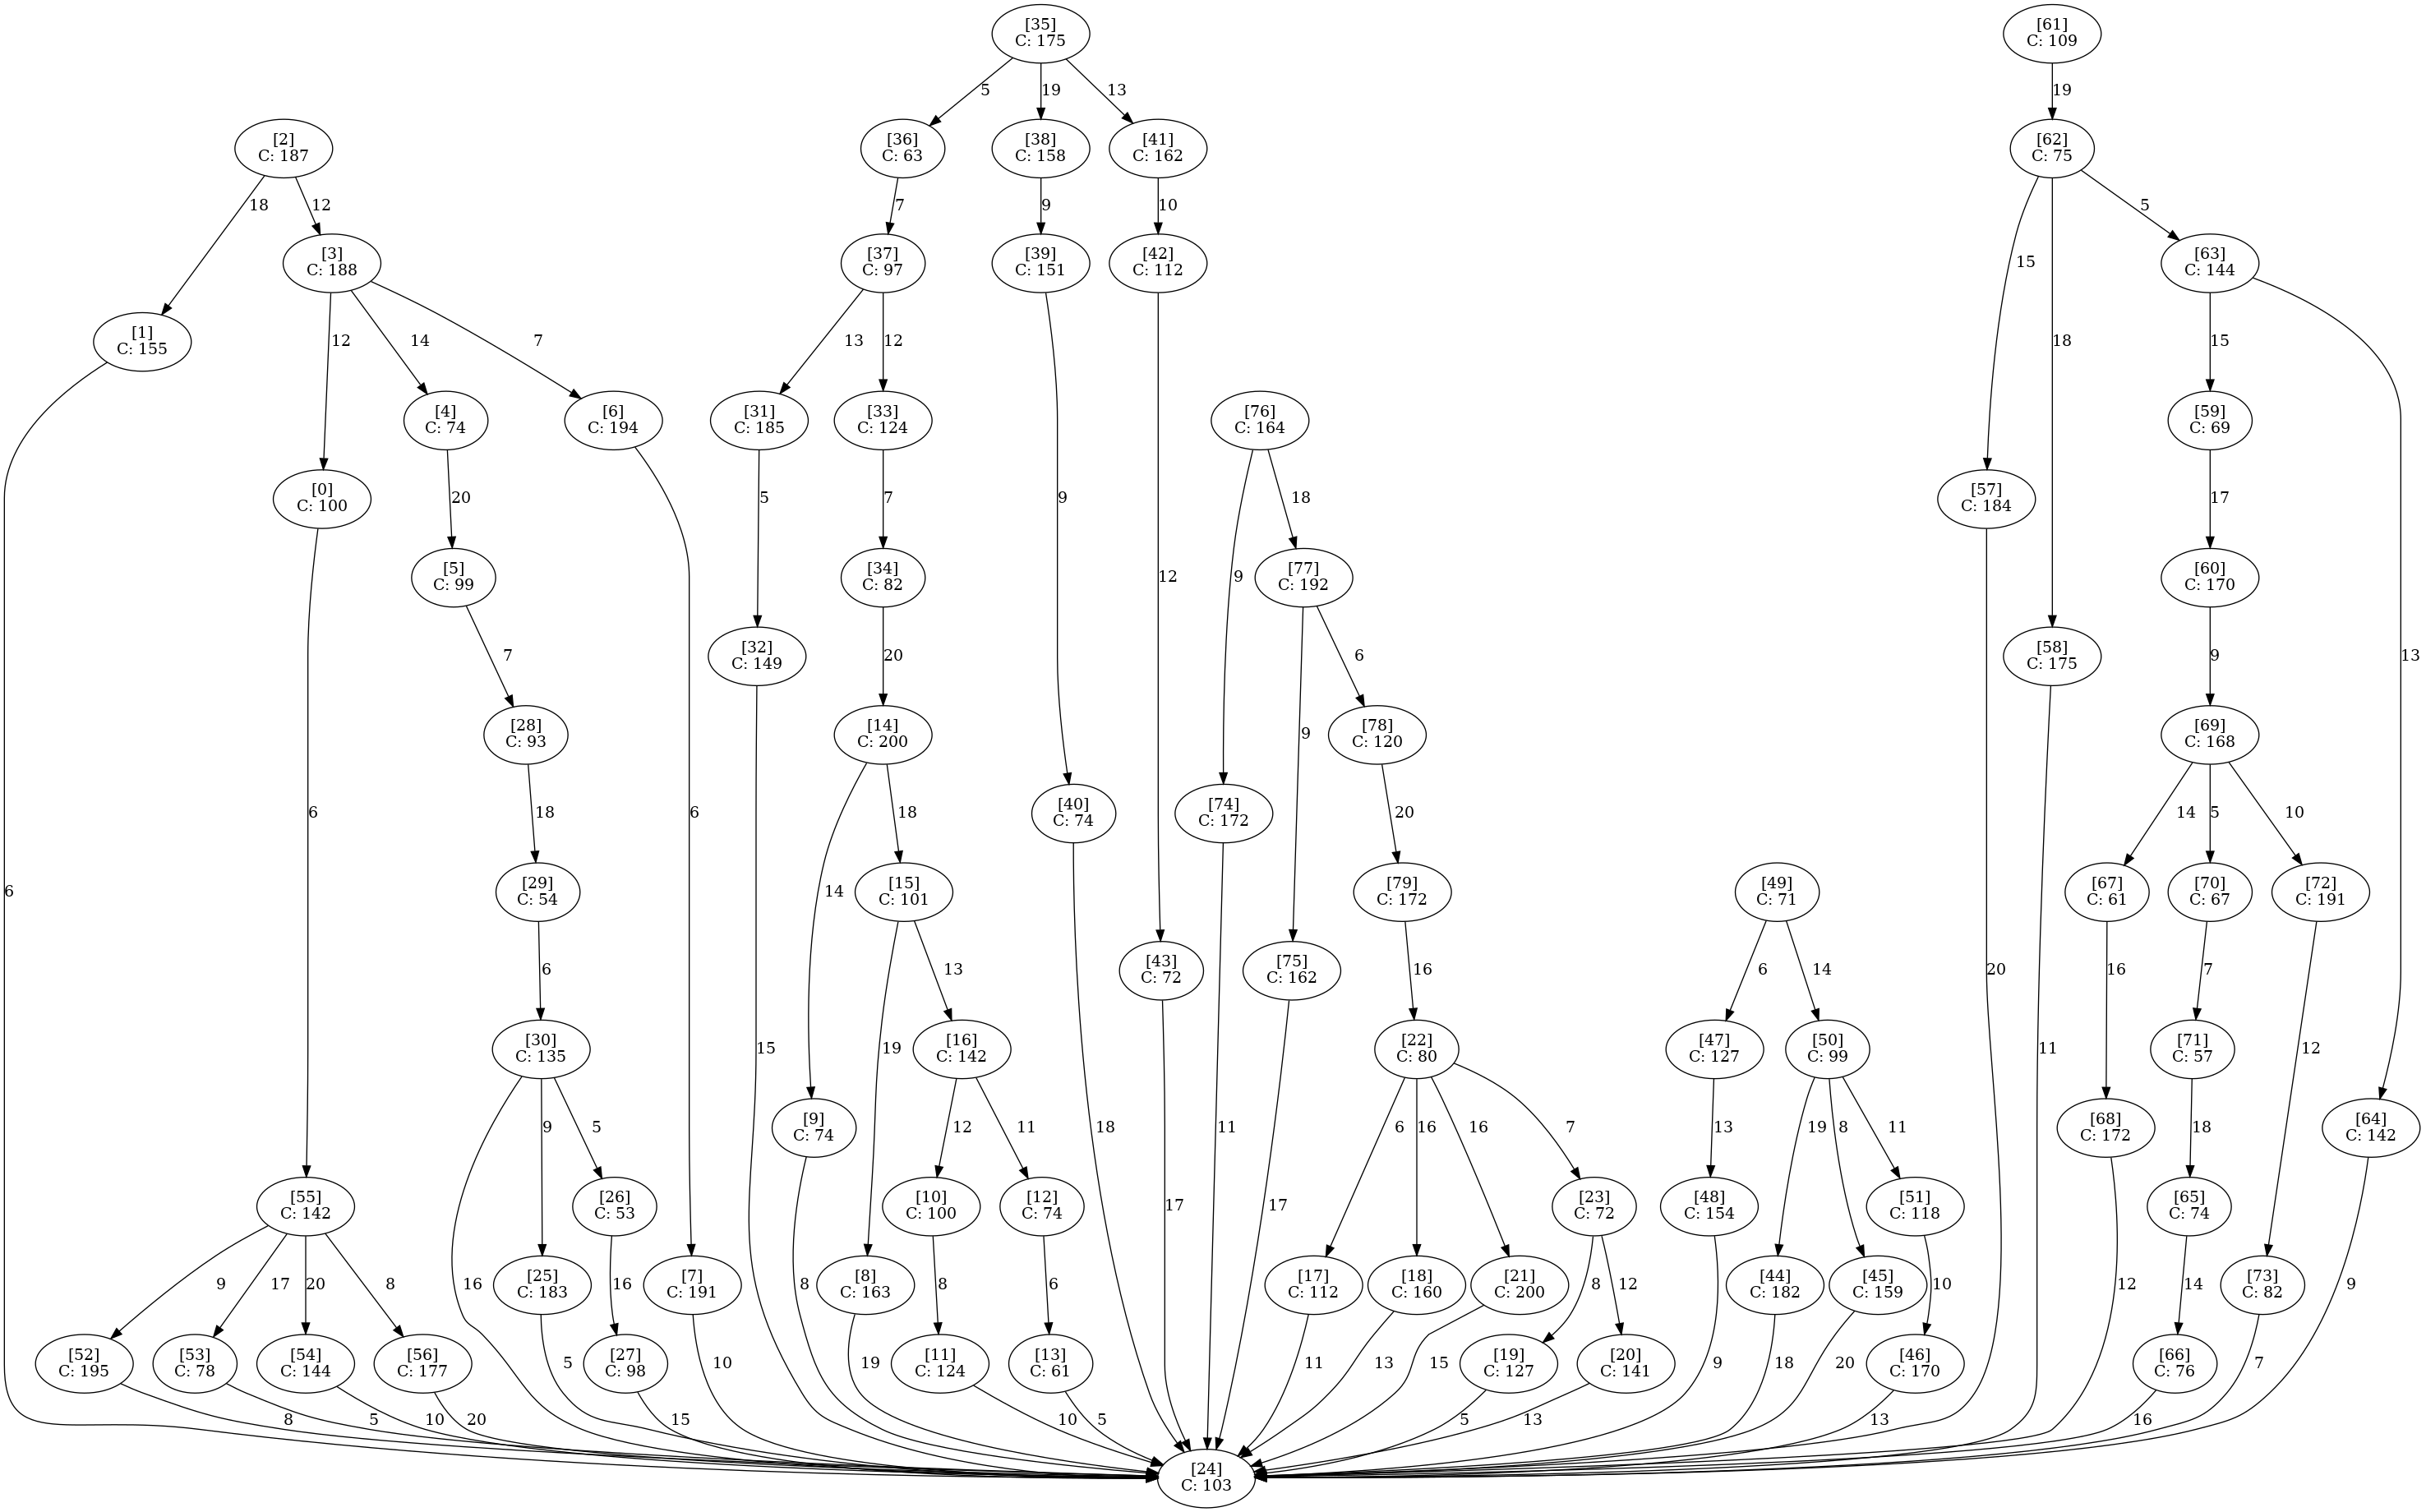 [35]
C: 175
[61]
C: 109
5
19
13
19
[2]
C: 187
[36]
C: 63
[38]
C: 158
[41]
C: 162
[62]
C: 75
18
12
7
9
10
5
[3]
C: 188
[37]
C: 97
[39]
C: 151
[42]
C: 112
[63]
C: 144
15
[1]
C: 155
12
14
7
13
12
18
15
[4]
C: 74
[6]
C: 194
[31]
C: 185
[33]
C: 124
[76]
C: 164
[59]
C: 69
[0]
C: 100
20
5
7
9
18
[57]
C: 184
17
[5]
C: 99
[34]
C: 82
12
9
[77]
C: 192
[60]
C: 170
7
[32]
C: 149
20
6
[58]
C: 175
9
13
[28]
C: 93
[14]
C: 200
9
[78]
C: 120
[69]
C: 168
6
18
6
18
[40]
C: 74
[74]
C: 172
20
14
5
10
6
[29]
C: 54
14
[15]
C: 101
[79]
C: 172
[49]
C: 71
[67]
C: 61
[70]
C: 67
[72]
C: 191
6
13
[43]
C: 72
[75]
C: 162
16
6
14
20
16
7
[30]
C: 135
15
19
[16]
C: 142
[22]
C: 80
[47]
C: 127
[50]
C: 99
11
[71]
C: 57
12
9
5
[9]
C: 74
12
11
18
11
6
16
16
7
13
19
8
11
[68]
C: 172
18
[64]
C: 142
[55]
C: 142
[26]
C: 53
[10]
C: 100
[12]
C: 74
17
17
[23]
C: 72
[48]
C: 154
[51]
C: 118
[65]
C: 74
9
17
20
8
16
[25]
C: 183
16
[7]
C: 191
8
[8]
C: 163
8
6
[17]
C: 112
[18]
C: 160
[21]
C: 200
8
12
[44]
C: 182
[45]
C: 159
10
12
14
[73]
C: 82
9
[52]
C: 195
[53]
C: 78
[54]
C: 144
[56]
C: 177
5
[27]
C: 98
10
19
[11]
C: 124
[13]
C: 61
11
13
15
[19]
C: 127
[20]
C: 141
9
18
20
[46]
C: 170
[66]
C: 76
7
8
5
10
20
15
10
5
5
13
13
16
[24]
C: 103